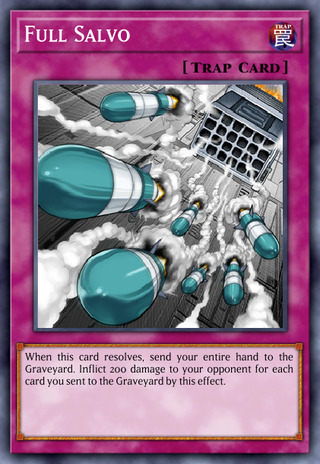 Full Salvo
TRAP
罠
[Trap Card]
When this card resolves, send your entire hand to the
Graveyard. Inflict 200 damage to your opponent for each
card you sent to the Graveyard by this effect.